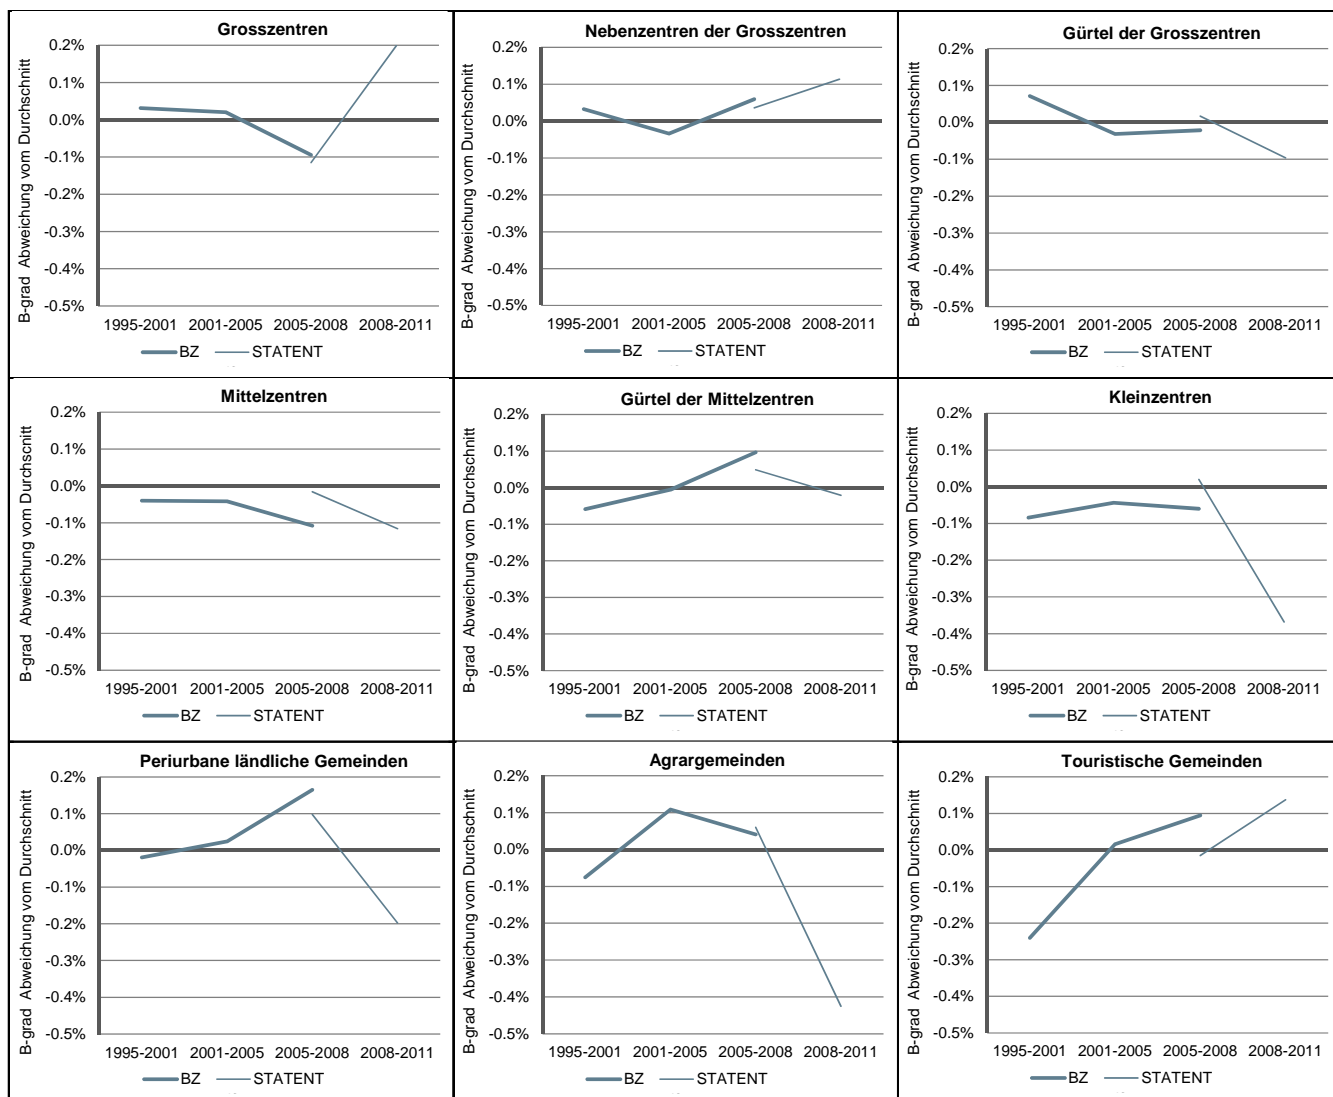 Grosszentren
B-grad Abweichung vom Durchschnitt
0.2%
0.1%
0.0%
-0.1%
-0.2%
-0.3%
-0.4%
-0.5%
1995-2001 2001-2005 2005-2008 2008-2011
BZ STATENT
Nebenzentren der Grosszentren
B-grad Abweichung vom Durchschnitt
0.2%
0.1%
0.0%
-0.1%
-0.2%
-0.3%
-0.4%
-0.5%
1995-2001 2001-2005 2005-2008 2008-2011
BZ STATENT
Gürtel der Grosszentren
B-grad Abweichung vom Durchschnitt
0.2%
0.1%
0.0%
-0.1%
-0.2%
-0.3%
-0.4%
-0.5%
1995-2001 2001-2005 2005-2008 2008-2011
BZ STATENT
Mittelzentren
B-grad Abweichung vom Durchscnitt
0.2%
0.1%
0.0%
-0.1%
-0.2%
-0.3%
-0.4%
-0.5%
1995-2001 2001-2005 2005-2008 2008-2011
BZ STATENT
Gürtel der Mittelzentren
B-grad Abweichung vom Durchschnitt
0.2%
0.1%
0.0%
-0.1%
-0.2%
-0.3%
-0.4%
-0.5%
1995-2001 2001-2005 2005-2008 2008-2011
BZ STATENT
Kleinzentren
B-grad Abweichung vom Durchschnitt
0.2%
0.1%
0.0%
-0.1%
-0.2%
-0.3%
-0.4%
-0.5%
1995-2001 2001-2005 2005-2008 2008-2011
BZ STATENT
Periurbane ländliche Gemeinden
B-grad Abweichung vom Durchschnitt
0.2%
0.1%
0.0%
-0.1%
-0.2%
-0.3%
-0.4%
-0.5%
1995-2001 2001-2005 2005-2008 2008-2011
BZ STATENT
Agrargemeinden
B-grad Abweichung vom Durchschnitt
0.2%
0.1%
0.0%
-0.1%
-0.2%
-0.3%
-0.4%
-0.5%
1995-2001 2001-2005 2005-2008 2008-2011
BZ STATENT
Touristische Gemeinden
B-grad Abweichung vom Durchschnitt
0.2%
0.1%
0.0%
-0.1%
-0.2%
-0.3%
-0.4%
-0.5%
1995-2001 2001-2005 2005-2008 2008-2011
BZ STATENT